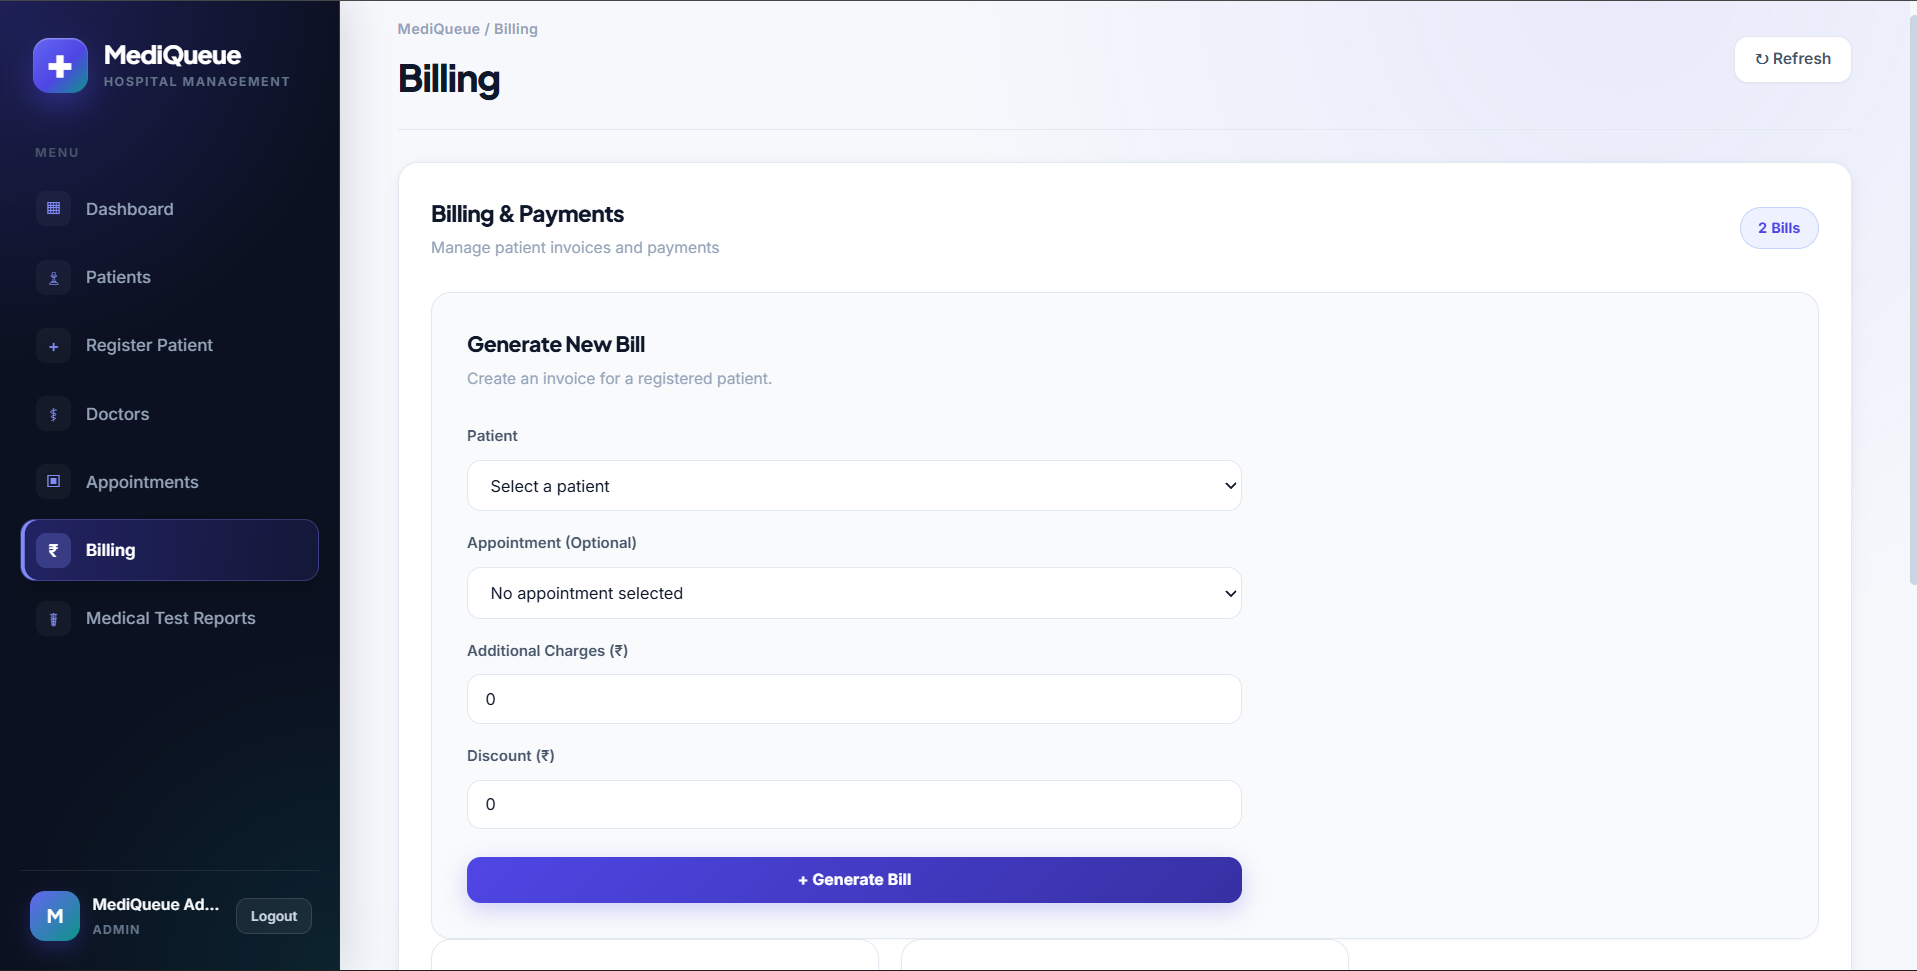 MediQueue
HOSPITAL MANAGEMENT
MENU
Dashboard
Patients
+ Register Patient
Doctors
Appointments
₹ Billing
Medical Test Reports
M
MediQueue Ad...
ADMIN
Logout
MediQueue / Billing
Billing
↻ Refresh
Billing & Payments
Manage patient invoices and payments
2 Bills
Generate New Bill
Create an invoice for a registered patient.
Patient
Select a patient
Appointment (Optional)
No appointment selected
Additional Charges (₹)
0
Discount (₹)
0
+ Generate Bill